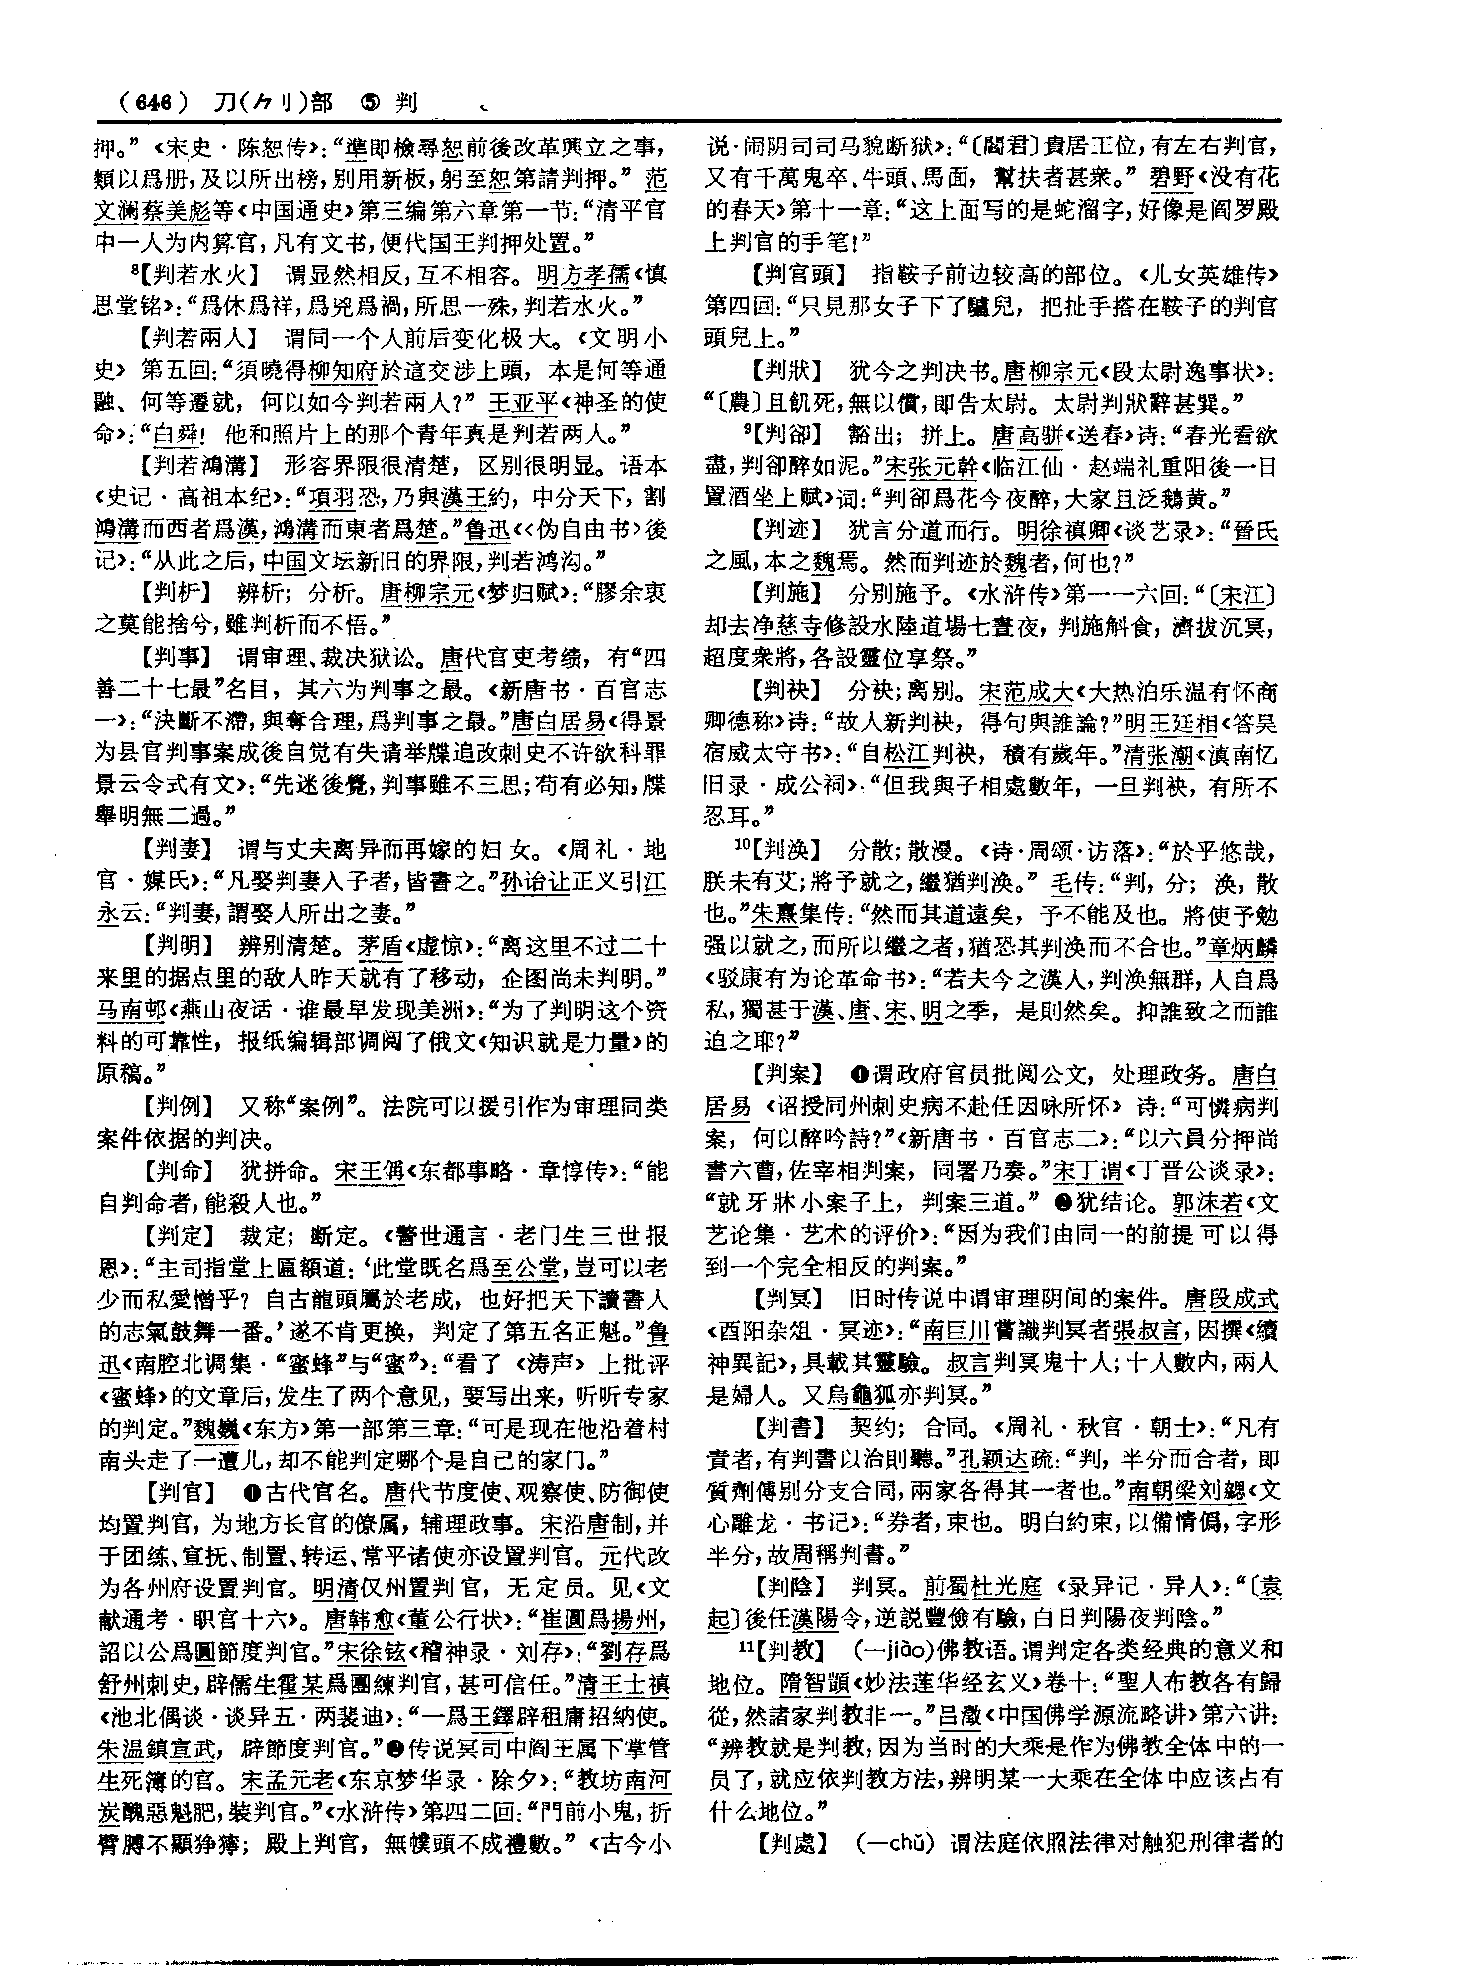 (646) 刀(⺈刂)部 ⑤ 判
押。”《宋史·陈恕传》：“準即檢尋恕前後改革興立之事，
類以爲册，及以所出榜，别用新板，躬至恕第請判押。”范
文澜蔡美彪等《中国通史》第三编第六章第一节：“清平官
中一人为内算官，凡有文书，便代国王判押处置。”
⁸【判若水火】 谓显然相反，互不相容。明方孝孺《慎
思堂铭》：“爲休爲祥，爲兇爲禍，所思一殊，判若水火。”
【判若兩人】 谓同一个人前后变化极大。《文明小
史》第五回：“須曉得柳知府於這交涉上頭，本是何等通
融、何等遷就，何以如今判若兩人？”王亚平《神圣的使
命》：“白舜！他和照片上的那个青年真是判若两人。”
【判若鴻溝】 形容界限很清楚，区别很明显。语本
《史记·高祖本纪》：“項羽恐，乃與漢王約，中分天下，割
鴻溝而西者爲漢，鴻溝而東者爲楚。”鲁迅《〈伪自由书〉後
记》：“从此之后，中国文坛新旧的界限，判若鸿沟。”
【判析】 辨析；分析。唐柳宗元《梦归赋》：“膠余衷
之莫能捨兮，雖判析而不悟。”
【判事】 谓审理、裁决狱讼。唐代官吏考绩，有“四
善二十七最”名目，其六为判事之最。《新唐书·百官志
一》：“決斷不滯，與奪合理，爲判事之最。”唐白居易《得景
为县官判事案成後自觉有失请举牒追改刺史不许欲科罪
景云令式有文》：“先迷後覺，判事雖不三思；苟有必知，牒
舉明無二過。”
【判妻】 谓与丈夫离异而再嫁的妇女。《周礼·地
官·媒氏》：“凡娶判妻入子者，皆書之。”孙诒让正义引江
永云：“判妻，謂娶人所出之妻。”
【判明】 辨别清楚。茅盾《虚惊》：“离这里不过二十
来里的据点里的敌人昨天就有了移动，企图尚未判明。”
马南邨《燕山夜话·谁最早发现美洲》：“为了判明这个资
料的可靠性，报纸编辑部调阅了俄文《知识就是力量》的
原稿。”
【判例】 又称“案例”。法院可以援引作为审理同类
案件依据的判决。
【判命】 犹拼命。宋王偁《东都事略·章惇传》：“能
自判命者，能殺人也。”
【判定】 裁定；断定。《警世通言·老门生三世报
恩》：“主司指堂上匾額道：‘此堂既名爲至公堂，豈可以老
少而私愛憎乎？自古龍頭屬於老成，也好把天下讀書人
的志氣鼓舞一番。’遂不肯更换，判定了第五名正魁。”鲁
迅《南腔北调集·“蜜蜂”与“蜜”》：“看了《涛声》上批评
《蜜蜂》的文章后，发生了两个意见，要写出来，听听专家
的判定。”魏巍《东方》第一部第三章：“可是现在他沿着村
南头走了一遭儿，却不能判定哪个是自己的家门。”
【判官】 ❶古代官名。唐代节度使、观察使、防御使
均置判官，为地方长官的僚属，辅理政事。宋沿唐制，并
于团练、宣抚、制置、转运、常平诸使亦设置判官。元代改
为各州府设置判官。明清仅州置判官，无定员。见《文
献通考·职官十六》。唐韩愈《董公行状》：“崔圓爲揚州，
詔以公爲圓節度判官。”宋徐铉《稽神录·刘存》：“劉存爲
舒州刺史，辟儒生霍某爲團練判官，甚可信任。”清王士禛
《池北偶谈·谈异五·两裴迪》：“一爲王鐸辟租庸招納使。
朱温鎮宣武，辟節度判官。”❷传说冥司中阎王属下掌管
生死簿的官。宋孟元老《东京梦华录·除夕》：“教坊南河
炭醜惡魁肥，裝判官。”《水浒传》第四二回：“門前小鬼，折
臂膊不顯狰獰；殿上判官，無幞頭不成禮數。”《古今小
说·闹阴司司马貌断狱》：“〔閻君〕貴居王位，有左右判官，
又有千萬鬼卒、牛頭、馬面，幫扶者甚衆。”碧野《没有花
的春天》第十一章：“这上面写的是蛇溜字，好像是阎罗殿
上判官的手笔！”
【判官頭】 指鞍子前边较高的部位。《儿女英雄传》
第四回：“只見那女子下了驢兒，把扯手搭在鞍子的判官
頭兒上。”
【判狀】 犹今之判决书。唐柳宗元《段太尉逸事状》：
“〔農〕且飢死，無以償，即告太尉。太尉判狀辭甚巽。”
⁹【判卻】 豁出；拼上。唐高骈《送春》诗：“春光看欲
盡，判卻醉如泥。”宋张元幹《临江仙·赵端礼重阳後一日
置酒坐上赋》词：“判卻爲花今夜醉，大家且泛鵝黄。”
【判迹】 犹言分道而行。明徐禎卿《谈艺录》：“晉氏
之風，本之魏焉。然而判迹於魏者，何也？”
【判施】 分别施予。《水浒传》第一一六回：“〔宋江〕
却去净慈寺修設水陸道場七晝夜，判施斛食，濟拔沉冥，
超度衆將，各設靈位享祭。”
【判袂】 分袂；离别。宋范成大《大热泊乐温有怀商
卿德称》诗：“故人新判袂，得句與誰論？”明王廷相《答吴
宿威太守书》：“自松江判袂，積有歲年。”清张潮《滇南忆
旧录·成公祠》：“但我與子相處數年，一旦判袂，有所不
忍耳。”
¹⁰【判涣】 分散；散漫。《诗·周颂·访落》：“於乎悠哉，
朕未有艾；將予就之，繼猶判涣。”毛传：“判，分；涣，散
也。”朱熹集传：“然而其道遠矣，予不能及也。將使予勉
强以就之，而所以繼之者，猶恐其判涣而不合也。”章炳麟
《驳康有为论革命书》：“若夫今之漢人，判涣無群，人自爲
私，獨甚于漢、唐、宋、明之季，是則然矣。抑誰致之而誰
迫之耶？”
【判案】 ❶谓政府官员批阅公文，处理政务。唐白
居易《诏授同州刺史病不赴任因咏所怀》诗：“可憐病判
案，何以醉吟詩？”《新唐书·百官志二》：“以六員分押尚
書六曹，佐宰相判案，同署乃奏。”宋丁谓《丁晋公谈录》：
“就牙牀小案子上，判案三道。”❷犹结论。郭沫若《文
艺论集·艺术的评价》：“因为我们由同一的前提可以得
到一个完全相反的判案。”
【判冥】 旧时传说中谓审理阴间的案件。唐段成式
《酉阳杂俎·冥迹》：“南巨川嘗識判冥者張叔言，因撰《續
神異記》，具載其靈驗。叔言判冥鬼十人；十人數内，兩人
是婦人。又烏龜狐亦判冥。”
【判書】 契约；合同。《周礼·秋官·朝士》：“凡有
責者，有判書以治則聽。”孔颖达疏：“判，半分而合者，即
質劑傅别分支合同，兩家各得其一者也。”南朝梁刘勰《文
心雕龙·书记》：“券者，束也。明白約束，以備情僞，字形
半分，故周稱判書。”
【判陰】 判冥。前蜀杜光庭《录异记·异人》：“〔袁
起〕後任漢陽令，逆説豐儉有驗，白日判陽夜判陰。”
¹¹【判教】 （—jiào)佛教语。谓判定各类经典的意义和
地位。隋智顗《妙法莲华经玄义》卷十：“聖人布教各有歸
從，然諸家判教非一。”吕澂《中国佛学源流略讲》第六讲：
“辨教就是判教，因为当时的大乘是作为佛教全体中的一
员了，就应依判教方法，辨明某一大乘在全体中应该占有
什么地位。”
【判處】 （—chǔ） 谓法庭依照法律对触犯刑律者的